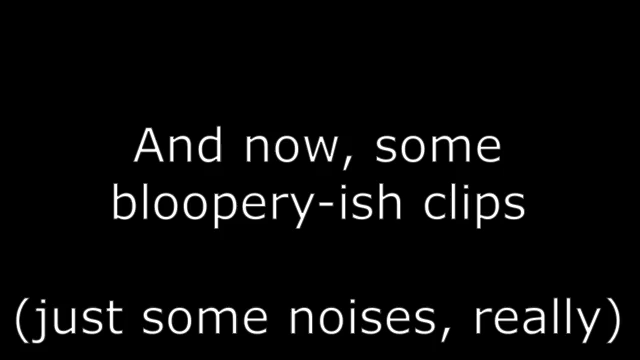 And now, some
bloopery-ish clips
(just some noises, really)